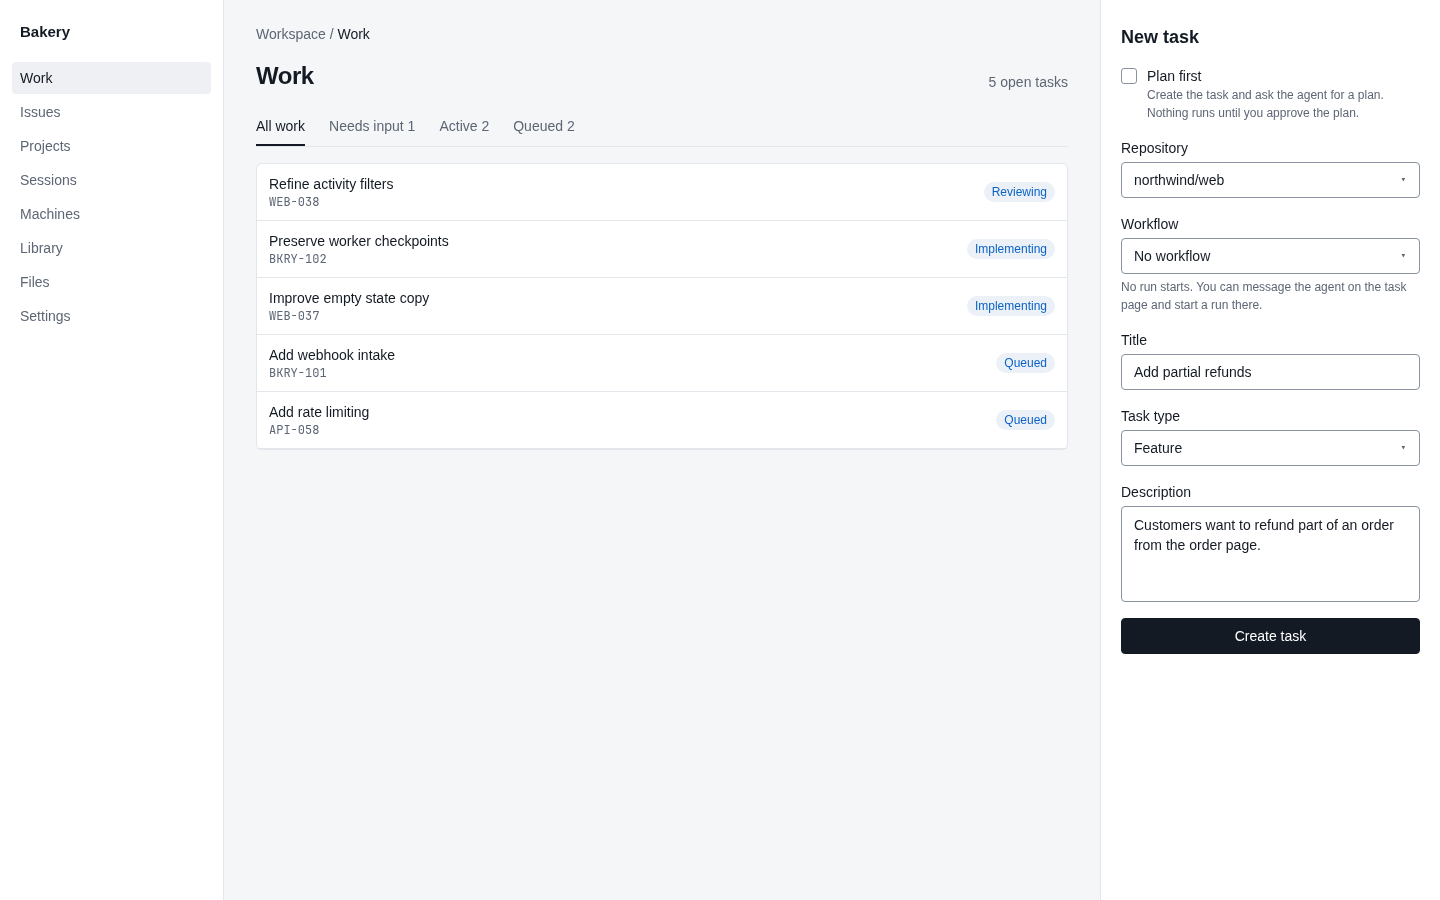 Bakery
Work
Issues
Projects
Sessions
Machines
Library
Files
Settings
Workspace / Work
Work
5 open tasks
All work
Needs input 1
Active 2
Queued 2
Refine activity filters
WEB-038
Reviewing
Preserve worker checkpoints
BKRY-102
Implementing
Improve empty state copy
WEB-037
Implementing
Add webhook intake
BKRY-101
Queued
Add rate limiting
API-058
Queued
New task
Plan first
Create the task and ask the agent for a plan.
Nothing runs until you approve the plan.
Repository
northwind/web
Workflow
No workflow
No run starts. You can message the agent on the task
page and start a run there.
Title
Add partial refunds
Task type
Feature
Description
Customers want to refund part of an order
from the order page.
Create task